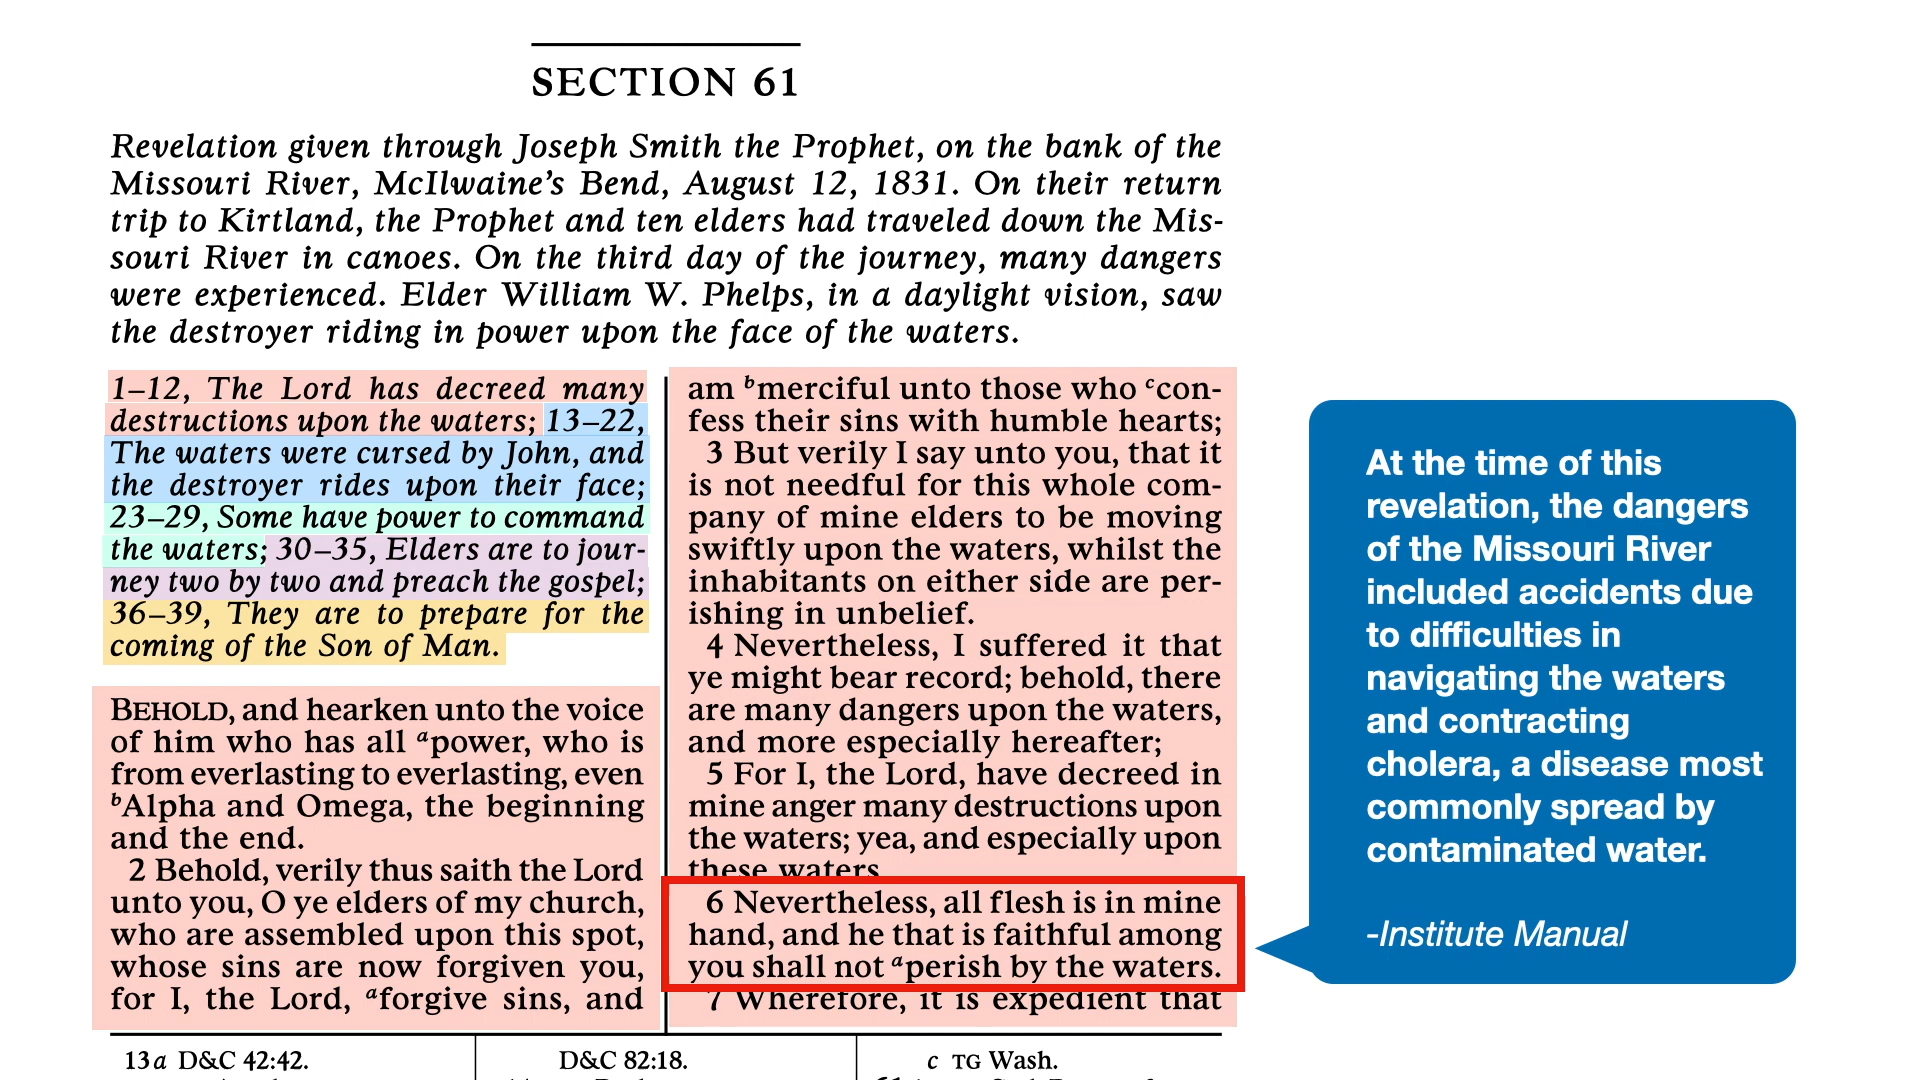 SECTION 61
Revelation given through Joseph Smith the Prophet, on the bank of the
Missouri River, McIlwaine's Bend, August 12, 1831. On their return
trip to Kirtland, the Prophet and ten elders had traveled down the Mis-
souri River in canoes. On the third day of the journey, many dangers
were experienced. Elder William W. Phelps, in a daylight vision, saw
the destroyer riding in power upon the face of the waters.
1–12, The Lord has decreed many
destructions upon the waters; 13–22,
The waters were cursed by John, and
the destroyer rides upon their face;
23–29, Some have power to command
the waters; 30–35, Elders are to jour-
ney two by two and preach the gospel;
36–39, They are to prepare for the
coming of the Son of Man.
BEHOLD, and hearken unto the voice
of him who has all apower, who is
from everlasting to everlasting, even
bAlpha and Omega, the beginning
and the end.
2 Behold, verily thus saith the Lord
unto you, O ye elders of my church,
who are assembled upon this spot,
whose sins are now forgiven you,
for I, the Lord, aforgive sins, and
am bmerciful unto those who ccon-
fess their sins with humble hearts;
3 But verily I say unto you, that it
is not needful for this whole com-
pany of mine elders to be moving
swiftly upon the waters, whilst the
inhabitants on either side are per-
ishing in unbelief.
4 Nevertheless, I suffered it that
ye might bear record; behold, there
are many dangers upon the waters,
and more especially hereafter;
5 For I, the Lord, have decreed in
mine anger many destructions upon
the waters; yea, and especially upon
these waters
6 Nevertheless, all flesh is in mine
hand, and he that is faithful among
you shall not aperish by the waters.
7 Wherefore, it is expedient that
13a D&C 42:42.
D&C 82:18.
c TG Wash.
At the time of this
revelation, the dangers
of the Missouri River
included accidents due
to difficulties in
navigating the waters
and contracting
cholera, a disease most
commonly spread by
contaminated water.
-Institute Manual